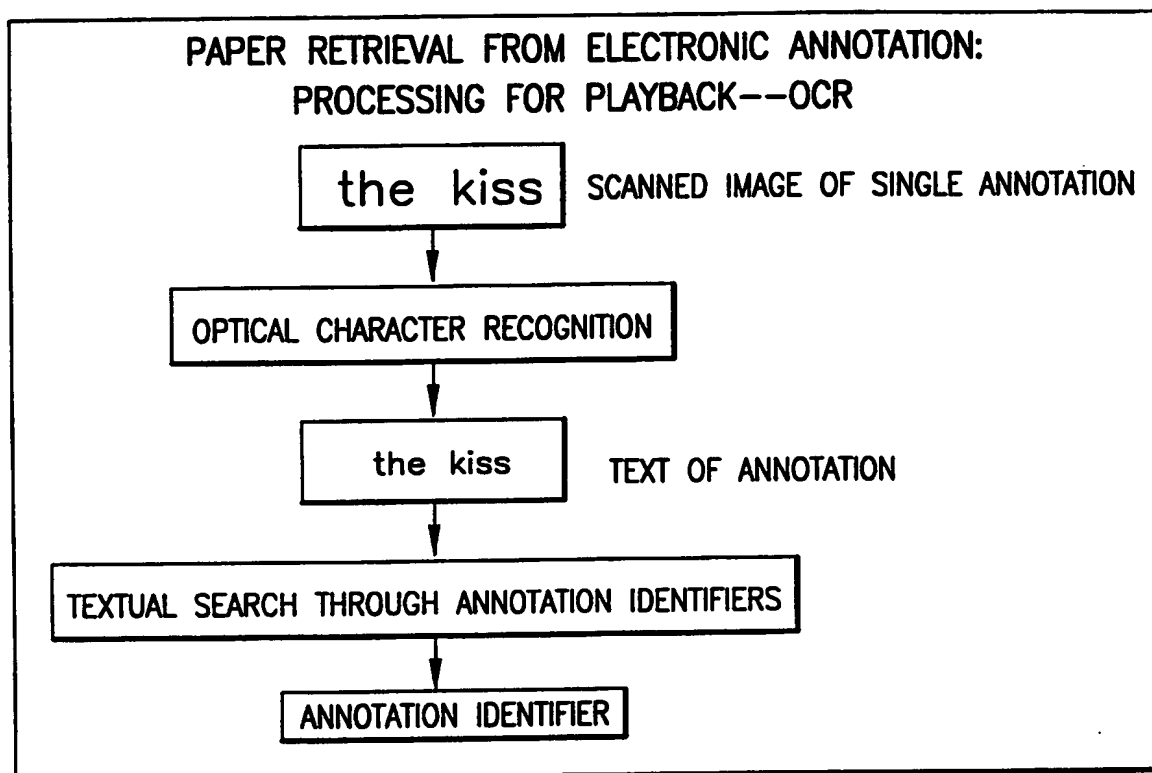 PAPER RETRIEVAL FROM ELECTRONIC ANNOTATION:
PROCESSING FOR PLAYBACK--OCR
the kiss SCANNED IMAGE OF SINGLE ANNOTATION
OPTICAL CHARACTER RECOGNITION
the kiss TEXT OF ANNOTATION
TEXTUAL SEARCH THROUGH ANNOTATION IDENTIFIERS
ANNOTATION IDENTIFIER